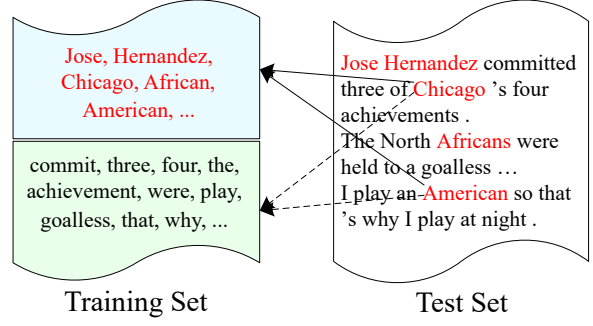 Jose, Hernandez,
Chicago, African,
American, ...
commit, three, four, the,
achievement, were, play,
goalless, that, why, ...
Training Set
Jose Hernandez committed
three of Chicago ’s four
achievements .
The North Africans were
held to a goalless …
I play an American so that
’s why I play at night .
Test Set